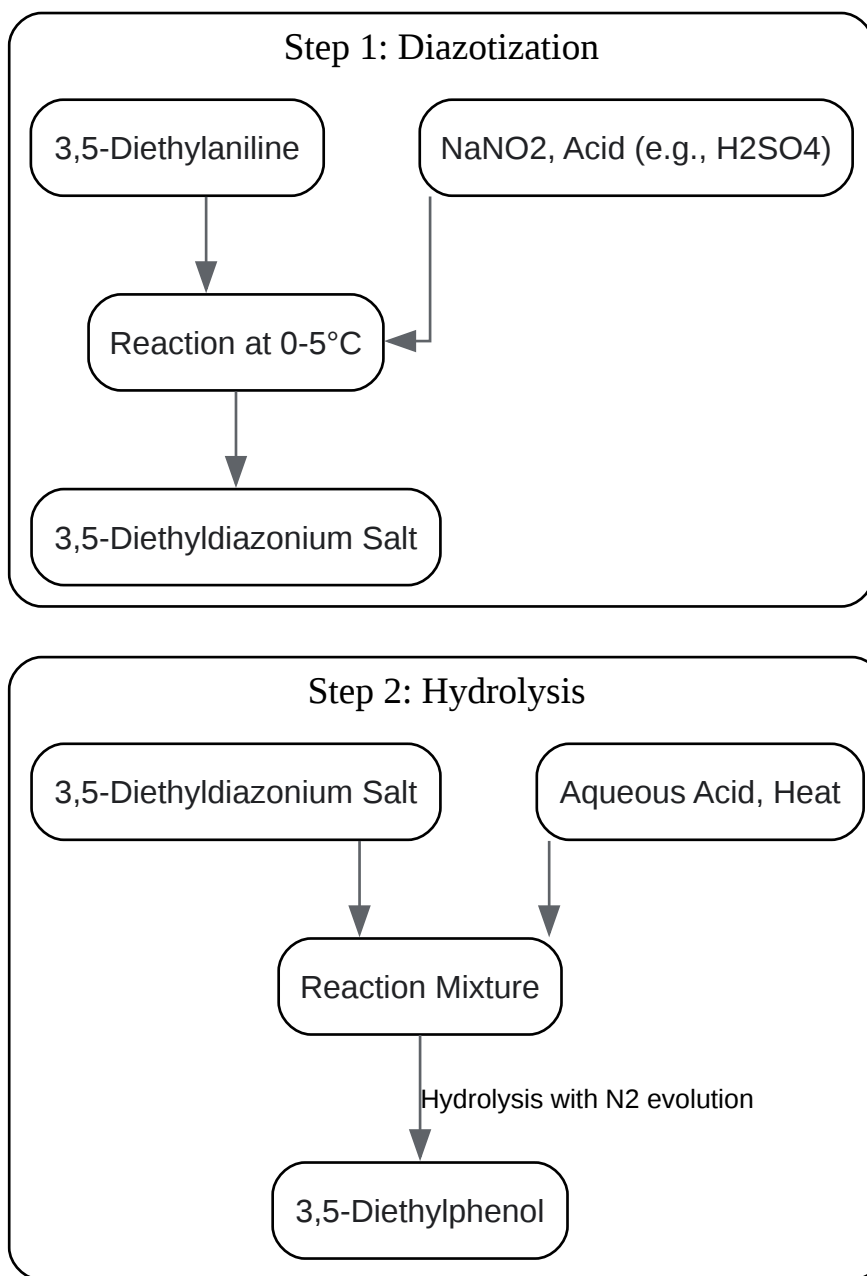 Step 1: Diazotization
3,5-Diethylaniline
NaNO2, Acid (e.g., H2SO4)
Reaction at 0-5°C
3,5-Diethyldiazonium Salt
Step 2: Hydrolysis
3,5-Diethyldiazonium Salt
Aqueous Acid, Heat
Reaction Mixture
Hydrolysis with N2 evolution
3,5-Diethylphenol